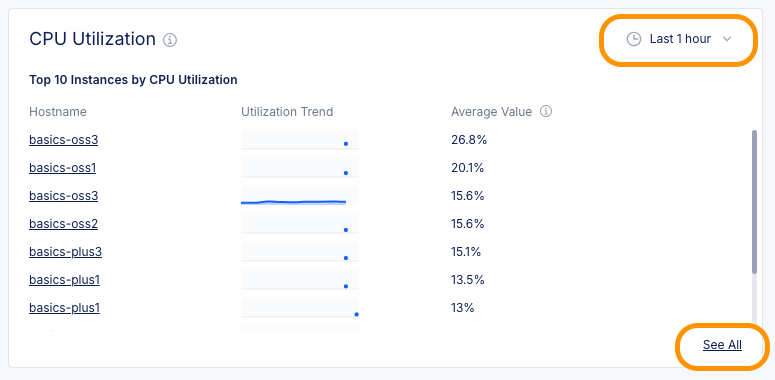 CPU Utilization
Last 1 hour
Top 10 Instances by CPU Utilization
Hostname Utilization Trend Average Value
basics-oss3 26.8%
basics-oss1 20.1%
basics-oss3 15.6%
basics-oss2 15.6%
basics-plus3 15.1%
basics-plus1 13.5%
basics-plus1 13%
See All